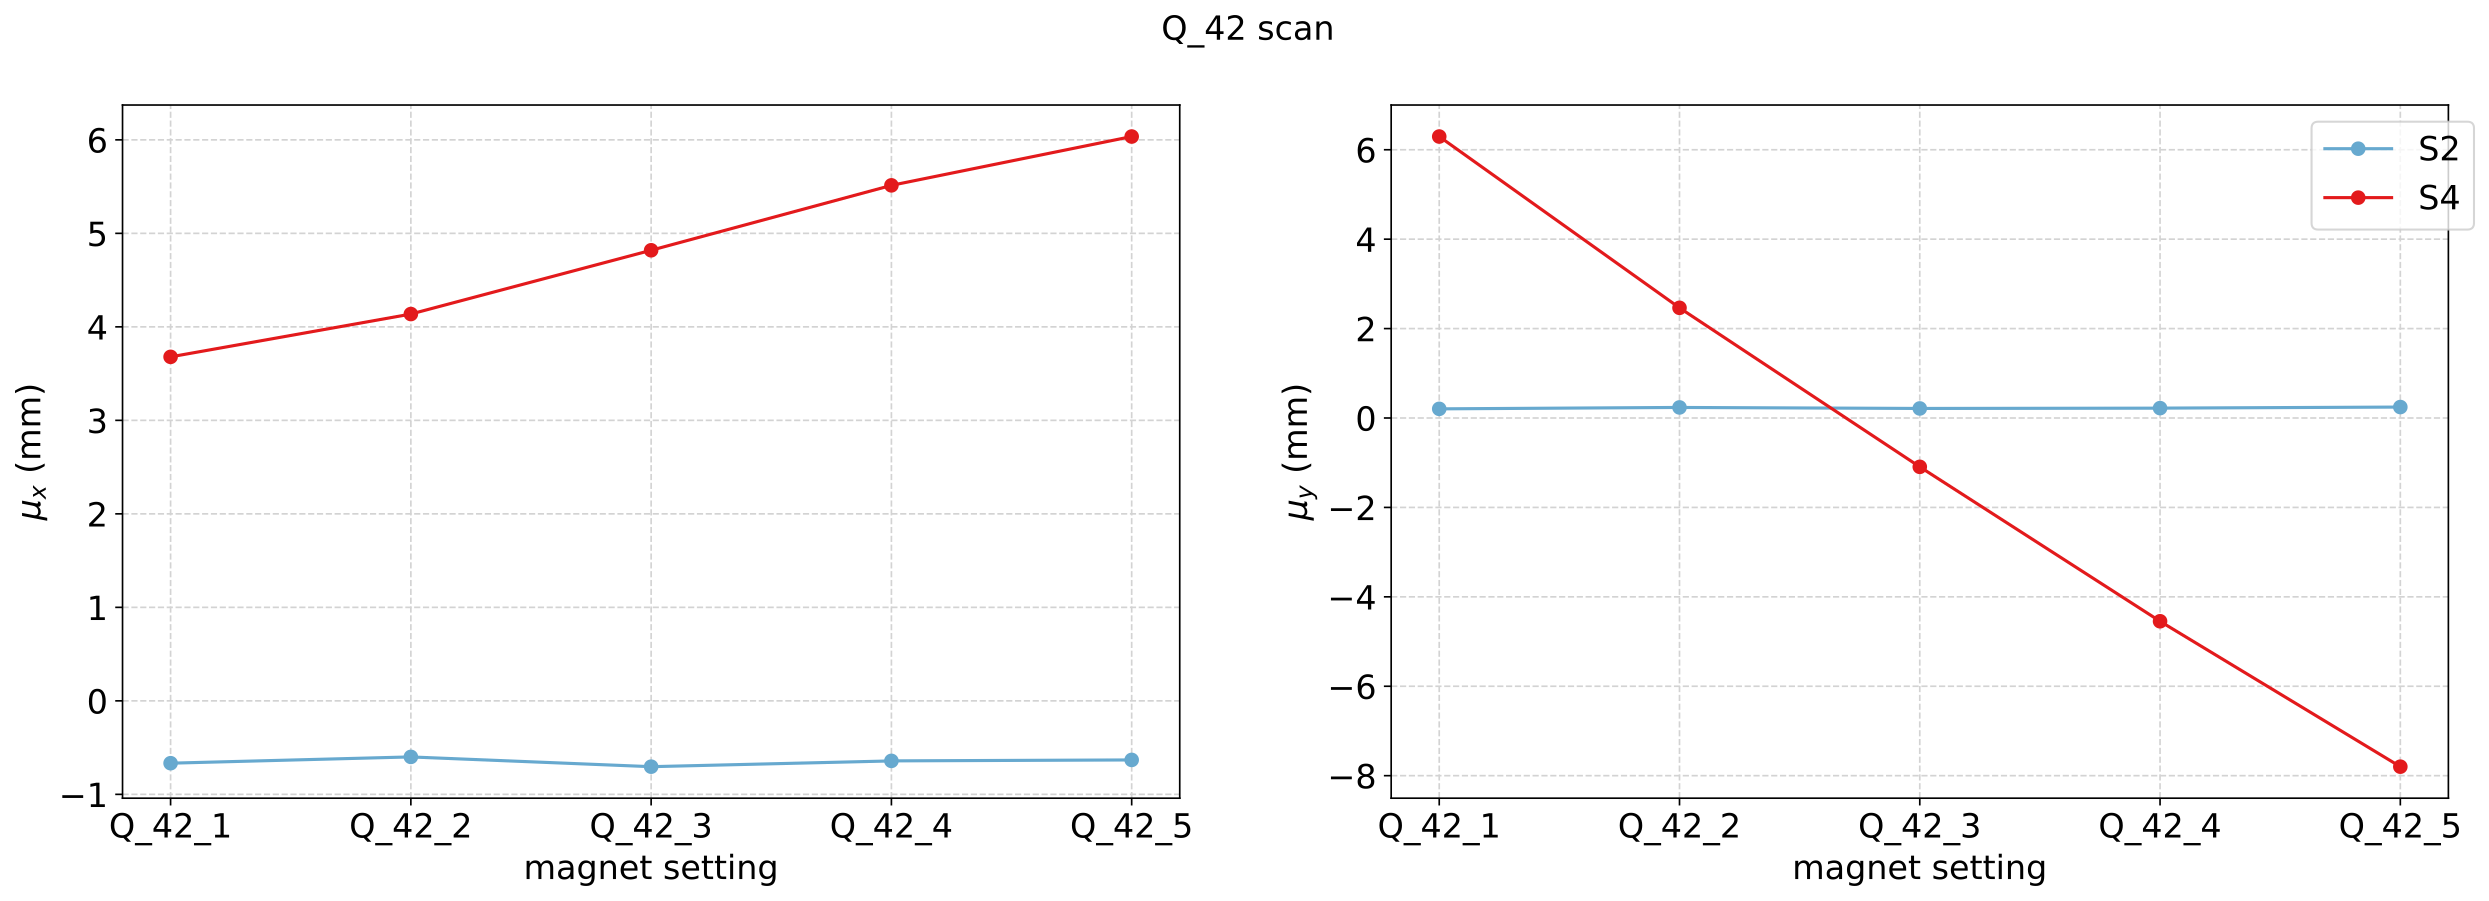 Q_42 scan
μx (mm)
6
5
4
3
2
1
0
−1
Q_42_1 Q_42_2 Q_42_3 Q_42_4 Q_42_5
magnet setting
μy (mm)
6
4
2
0
−2
−4
−6
−8
Q_42_1 Q_42_2 Q_42_3 Q_42_4 Q_42_5
magnet setting
S2
S4